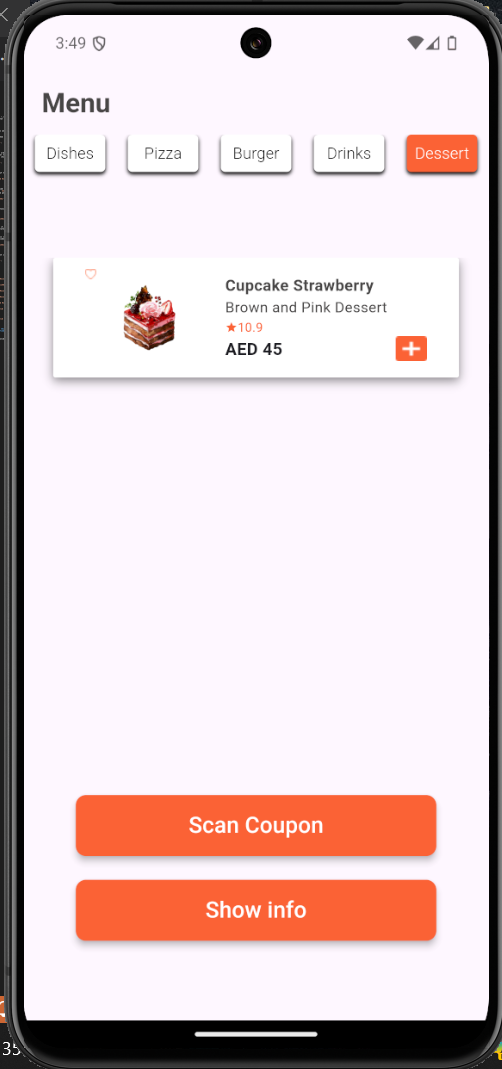 3:49
Menu
Dishes Pizza Burger Drinks Dessert
Cupcake Strawberry
Brown and Pink Dessert
★10.9
AED 45
Scan Coupon
Show info
35